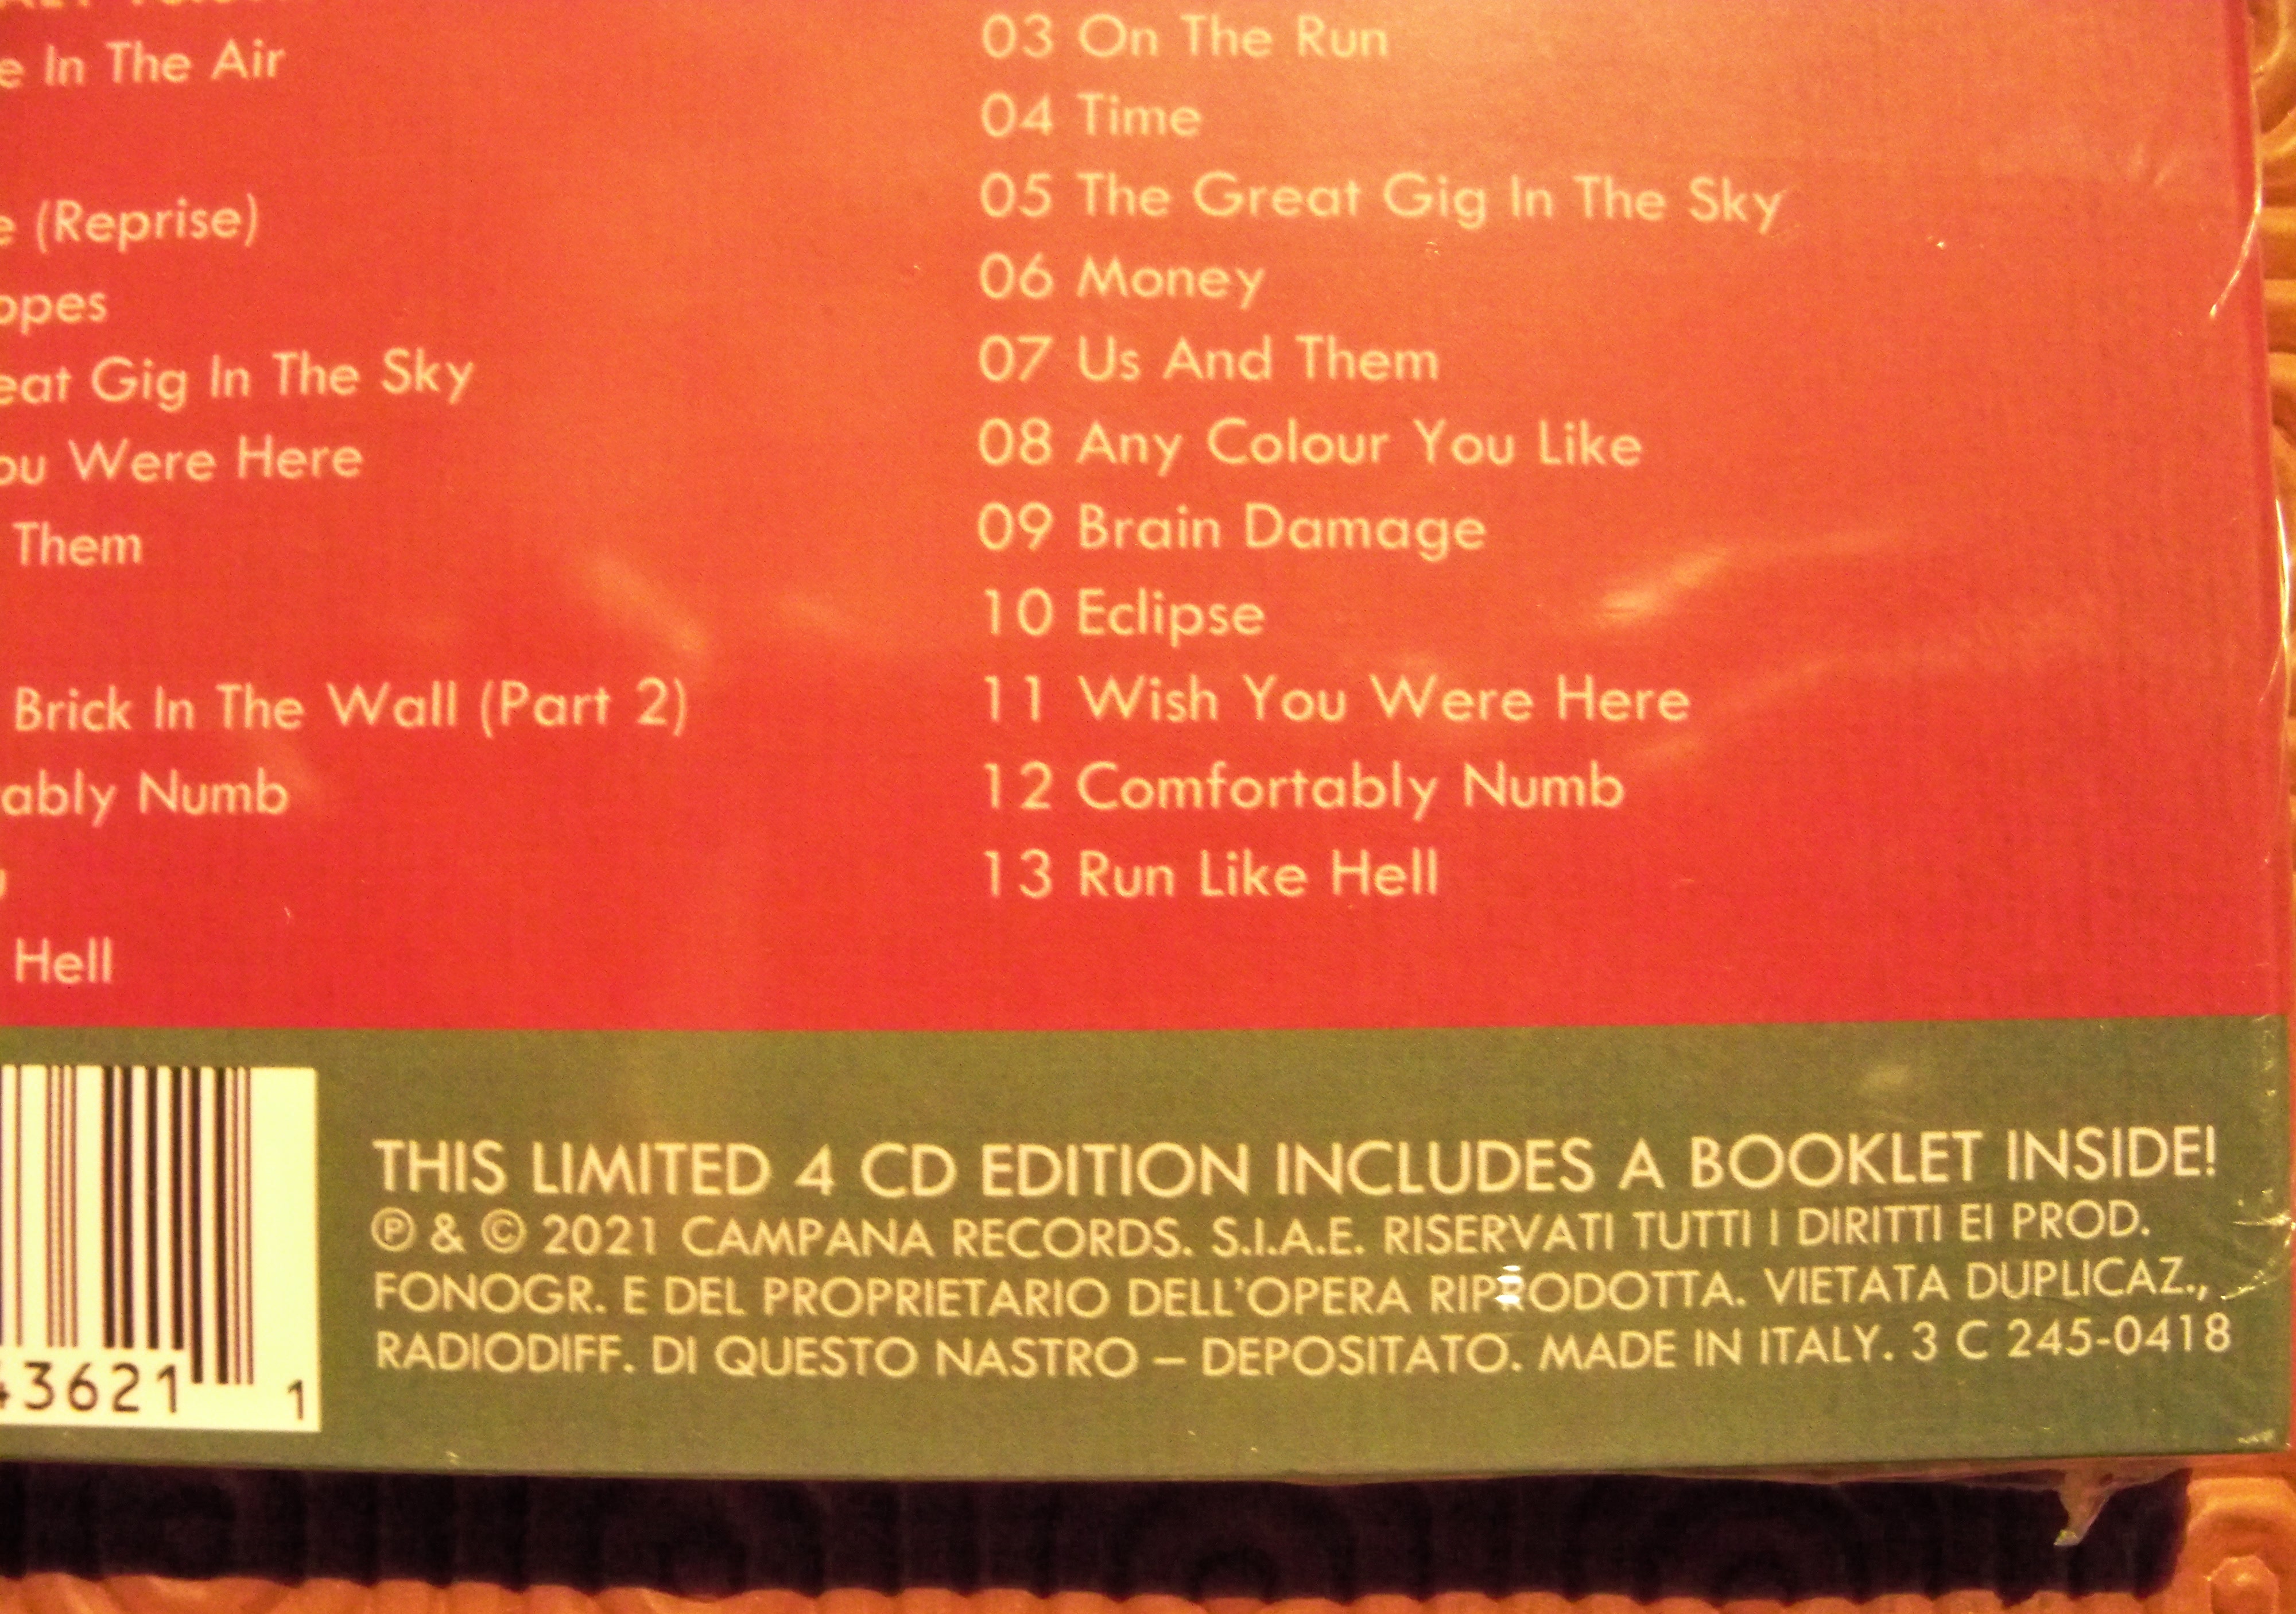 e In The Air
(Reprise)
opes
eat Gig In The Sky
ou Were Here
Them
Brick In The Wall (Part 2)
ably Numb
Hell
03 On The Run
04 Time
05 The Great Gig In The Sky
06 Money
07 Us And Them
08 Any Colour You Like
09 Brain Damage
10 Eclipse
11 Wish You Were Here
12 Comfortably Numb
13 Run Like Hell
43621 1
THIS LIMITED 4 CD EDITION INCLUDES A BOOKLET INSIDE!
℗ & © 2021 CAMPANA RECORDS. S.I.A.E. RISERVATI TUTTI I DIRITTI EI PROD.
FONOGR. E DEL PROPRIETARIO DELL'OPERA RIPRODOTTA. VIETATA DUPLICAZ.,
RADIODIFF. DI QUESTO NASTRO – DEPOSITATO. MADE IN ITALY. 3 C 245-0418